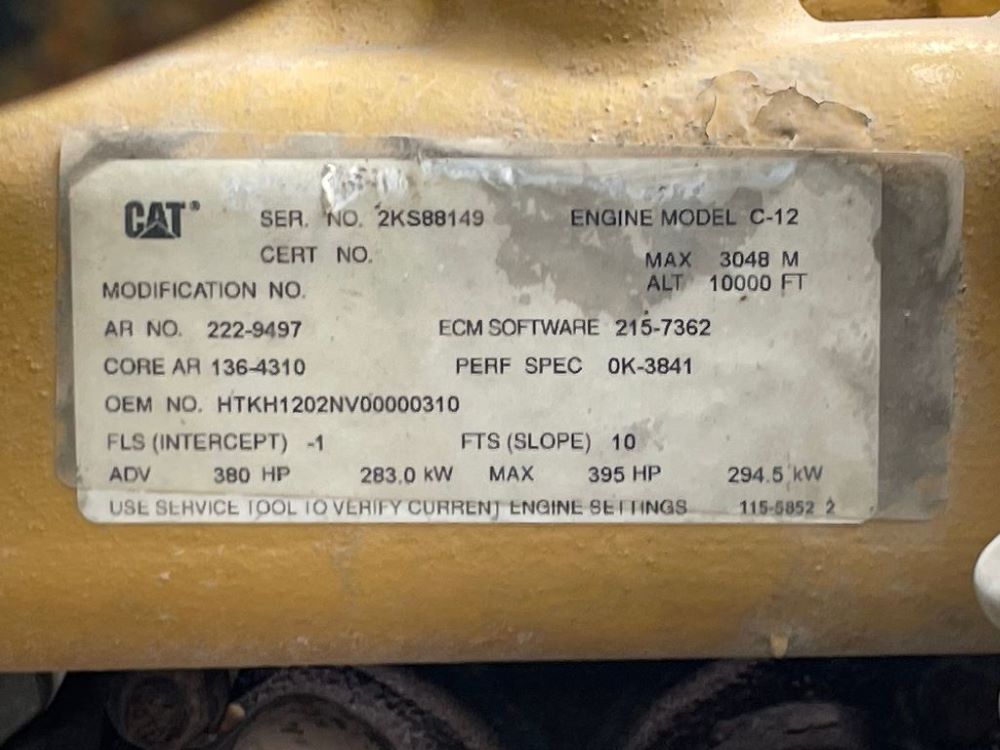 CAT® SER. NO. 2KS88149 ENGINE MODEL C-12
CERT NO. MAX 3048 M
MODIFICATION NO. ALT 10000 FT
AR NO. 222-9497 ECM SOFTWARE 215-7362
CORE AR 136-4310 PERF SPEC 0K-3841
OEM NO. HTKH1202NV00000310
FLS (INTERCEPT) -1 FTS (SLOPE) 10
ADV 380 HP 283.0 kW MAX 395 HP 294.5 kW
USE SERVICE TOOL TO VERIFY CURRENT ENGINE SETTINGS 115-5852 2